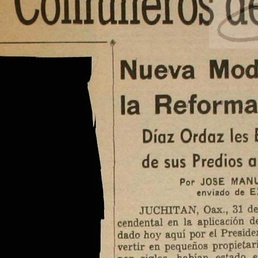 Comuneros de
Nueva Mod
la Reforma
Díaz Ordaz les E
de sus Predios a
Por JOSE MANU
enviado de E
JUCHITAN, Oax., 31 de
cendental en la aplicación de
dado hoy aquí por el Presiden
vertir en pequeños propietari